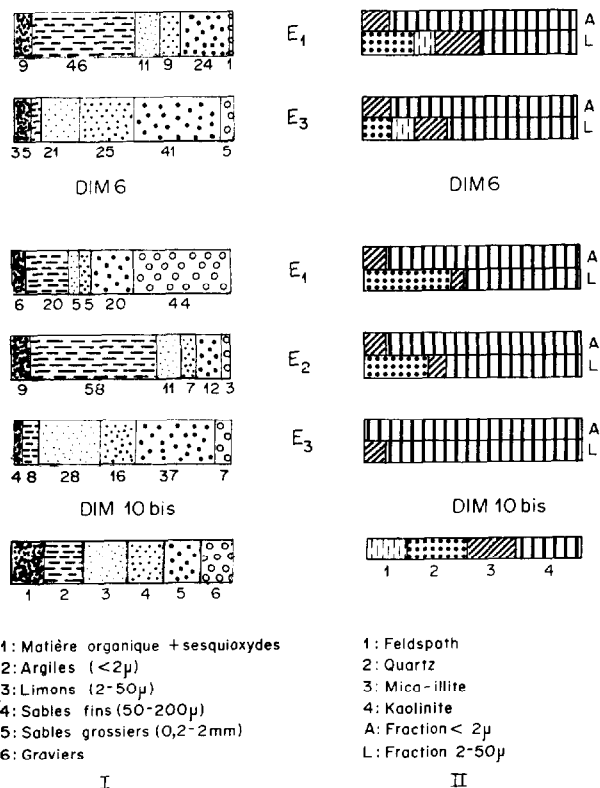 E1
A
L
9 46 11 9 24 1
E3
A
L
3 5 21 25 41 5
DIM 6
DIM 6
E1
A
L
6 20 5 5 20 44
E2
A
L
9 58 11 7 12 3
E3
A
L
4 8 28 16 37 7
DIM 10 bis
DIM 10 bis
1 2 3 4 5 6
1 2 3 4
1: Matière organique + sesquioxydes
2: Argiles (<2µ)
3: Limons (2-50µ)
4: Sables fins (50-200µ)
5: Sables grossiers (0,2-2mm)
6: Graviers
I
1: Feldspath
2: Quartz
3: Mica-illite
4: Kaolinite
A: Fraction < 2µ
L: Fraction 2-50µ
II